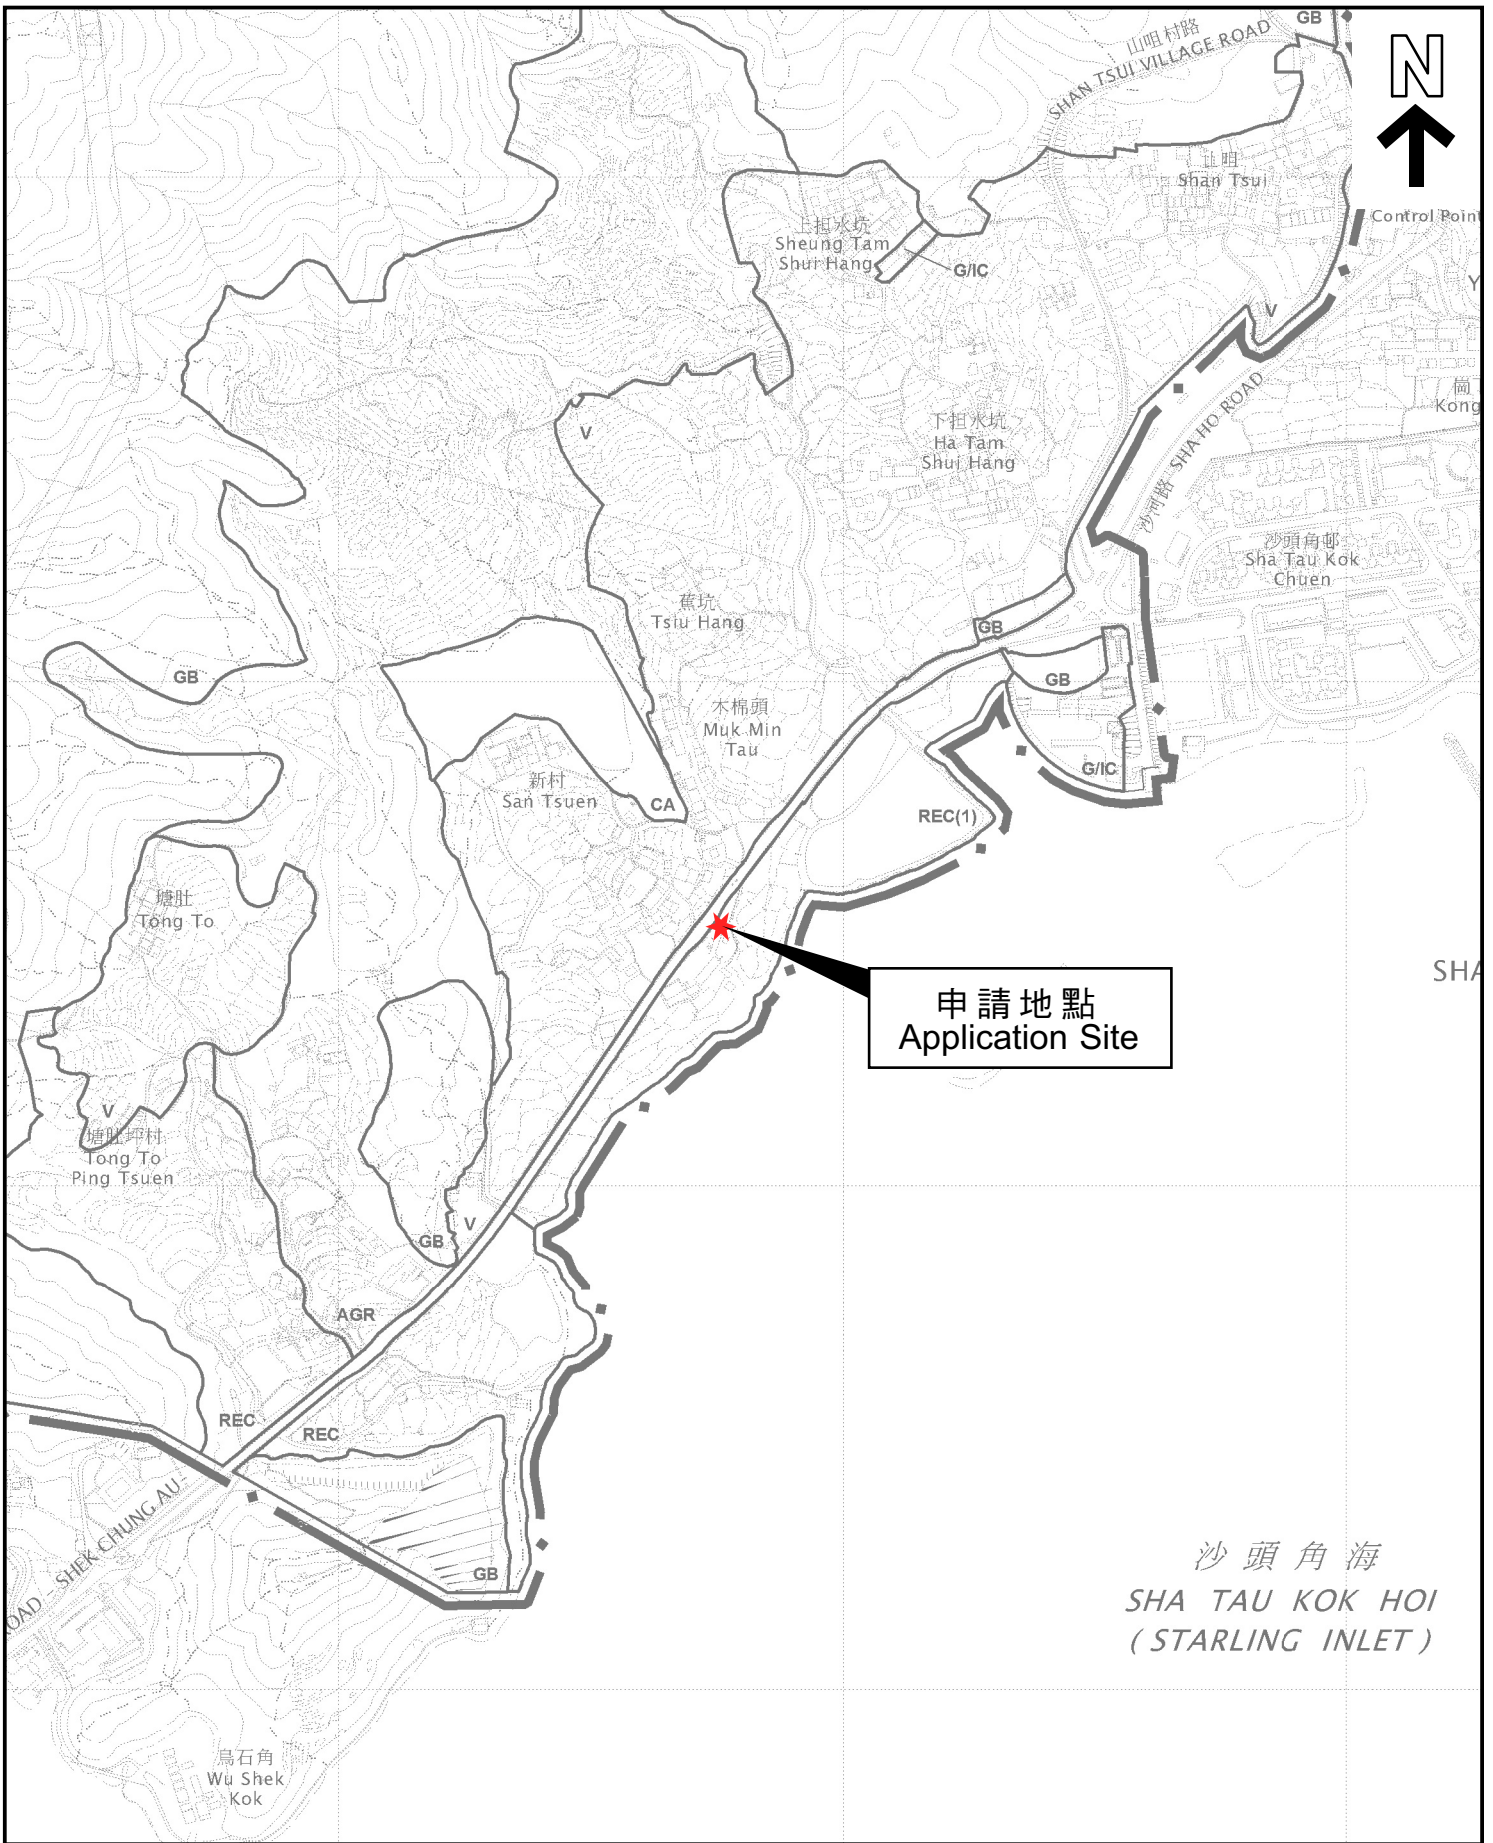 GB
山咀村路
SHAN TSUI VILLAGE ROAD
N
山咀
Shan Tsui
Control Point
上担水坑
Sheung Tam
Shui Hang
G/IC
Y
V
崗
Kong
沙河路 SHA HO ROAD
下担水坑
Ha Tam
Shui Hang
V
沙頭角邨
Sha Tau Kok
Chuen
蕉坑
Tsiu Hang
GB
GB
GB
木棉頭
Muk Min
Tau
新村
San Tsuen
CA
G/IC
REC(1)
塘肚
Tong To
申請地點
Application Site
SHA
V
塘肚坪村
Tong To
Ping Tsuen
V
GB
AGR
REC
REC
ROAD - SHEK CHUNG AU -
GB
沙頭角海
SHA TAU KOK HOI
( STARLING INLET )
烏石角
Wu Shek
Kok